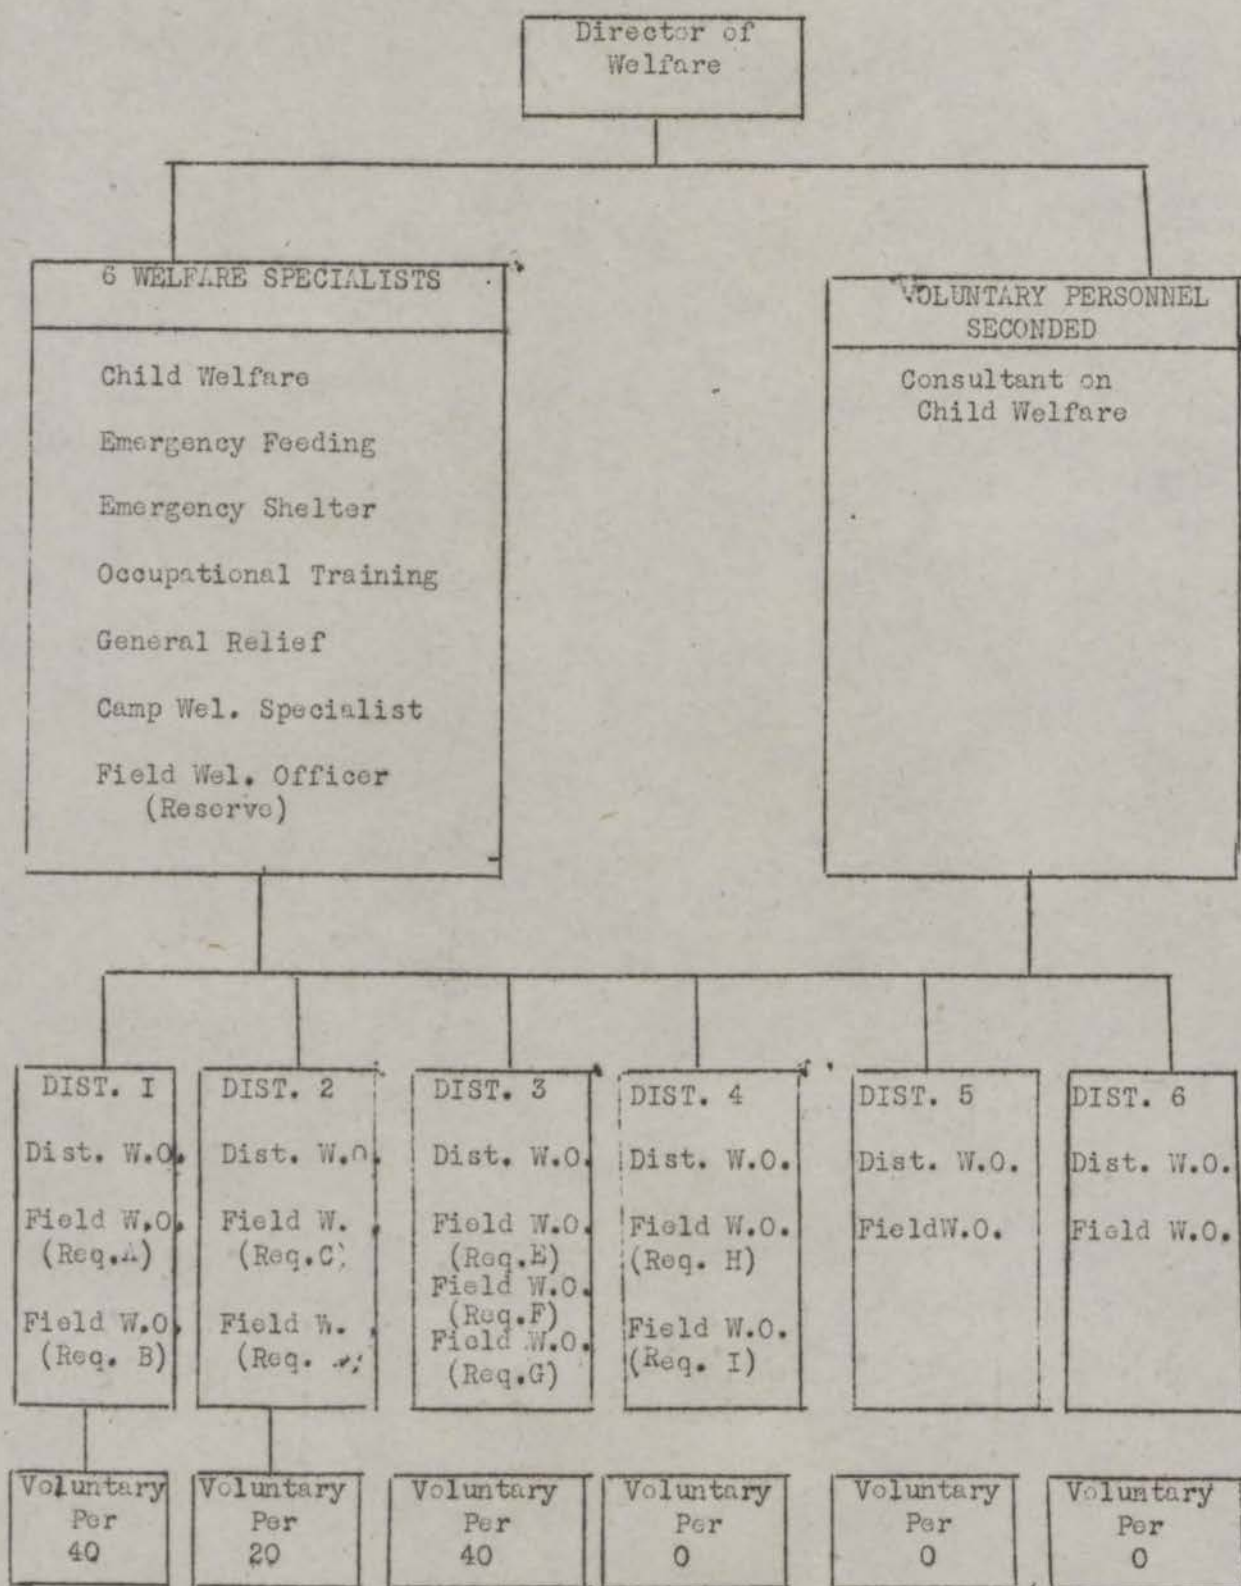 Director of
Welfare
6 WELFARE SPECIALISTS
Child Welfare
Emergency Feeding
Emergency Shelter
Occupational Training
General Relief
Camp Wel. Specialist
Field Wel. Officer
(Reserve)
VOLUNTARY PERSONNEL
SECONDED
Consultant on
Child Welfare
DIST. I
Dist. W.O.
Field W.O.
(Req.A)
Field W.O.
(Req. B)
DIST. 2
Dist. W.O.
Field W.
(Req.C)
Field W.
(Req.
DIST. 3
Dist. W.O.
Field W.O.
(Req.E)
Field W.O.
(Req.F)
Field W.O.
(Req.G)
DIST. 4
Dist. W.O.
Field W.O.
(Req. H)
Field W.O.
(Req. I)
DIST. 5
Dist. W.O.
FieldW.O.
DIST. 6
Dist. W.O.
Field W.O.
Voluntary
Per
40
Voluntary
Per
20
Voluntary
Per
40
Voluntary
Per
0
Voluntary
Per
0
Voluntary
Per
0